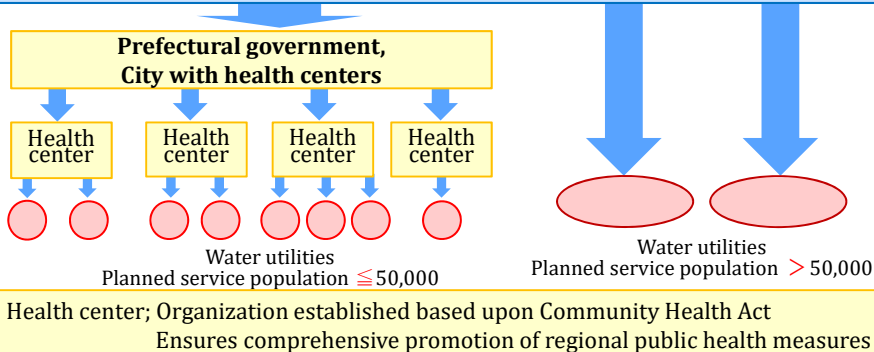 Prefectural government,
City with health centers
Health
center
Health
center
Health
center
Health
center
Water utilities
Planned service population ≦50,000
Water utilities
Planned service population > 50,000
Health center; Organization established based upon Community Health Act
Ensures comprehensive promotion of regional public health measures